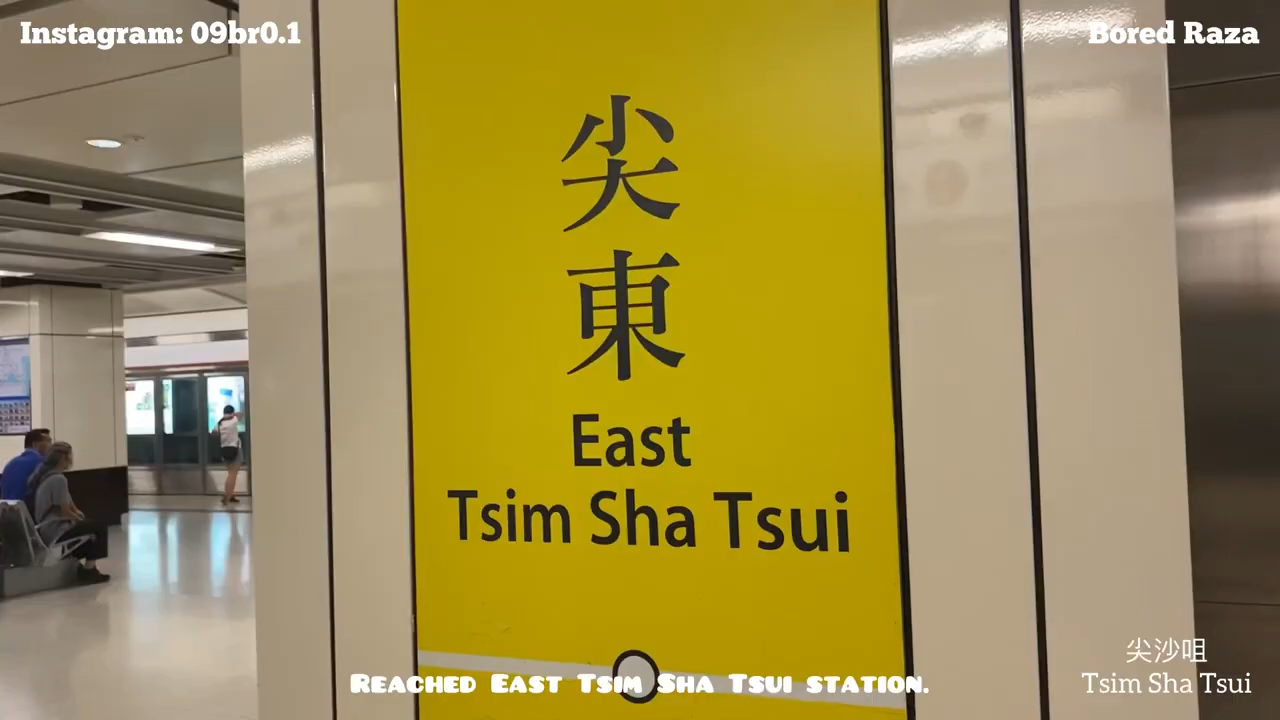 Instagram: 09br0.1
Bored Raza
尖
東
East
Tsim Sha Tsui
Reached East Tsim Sha Tsui station.
尖沙咀
Tsim Sha Tsui